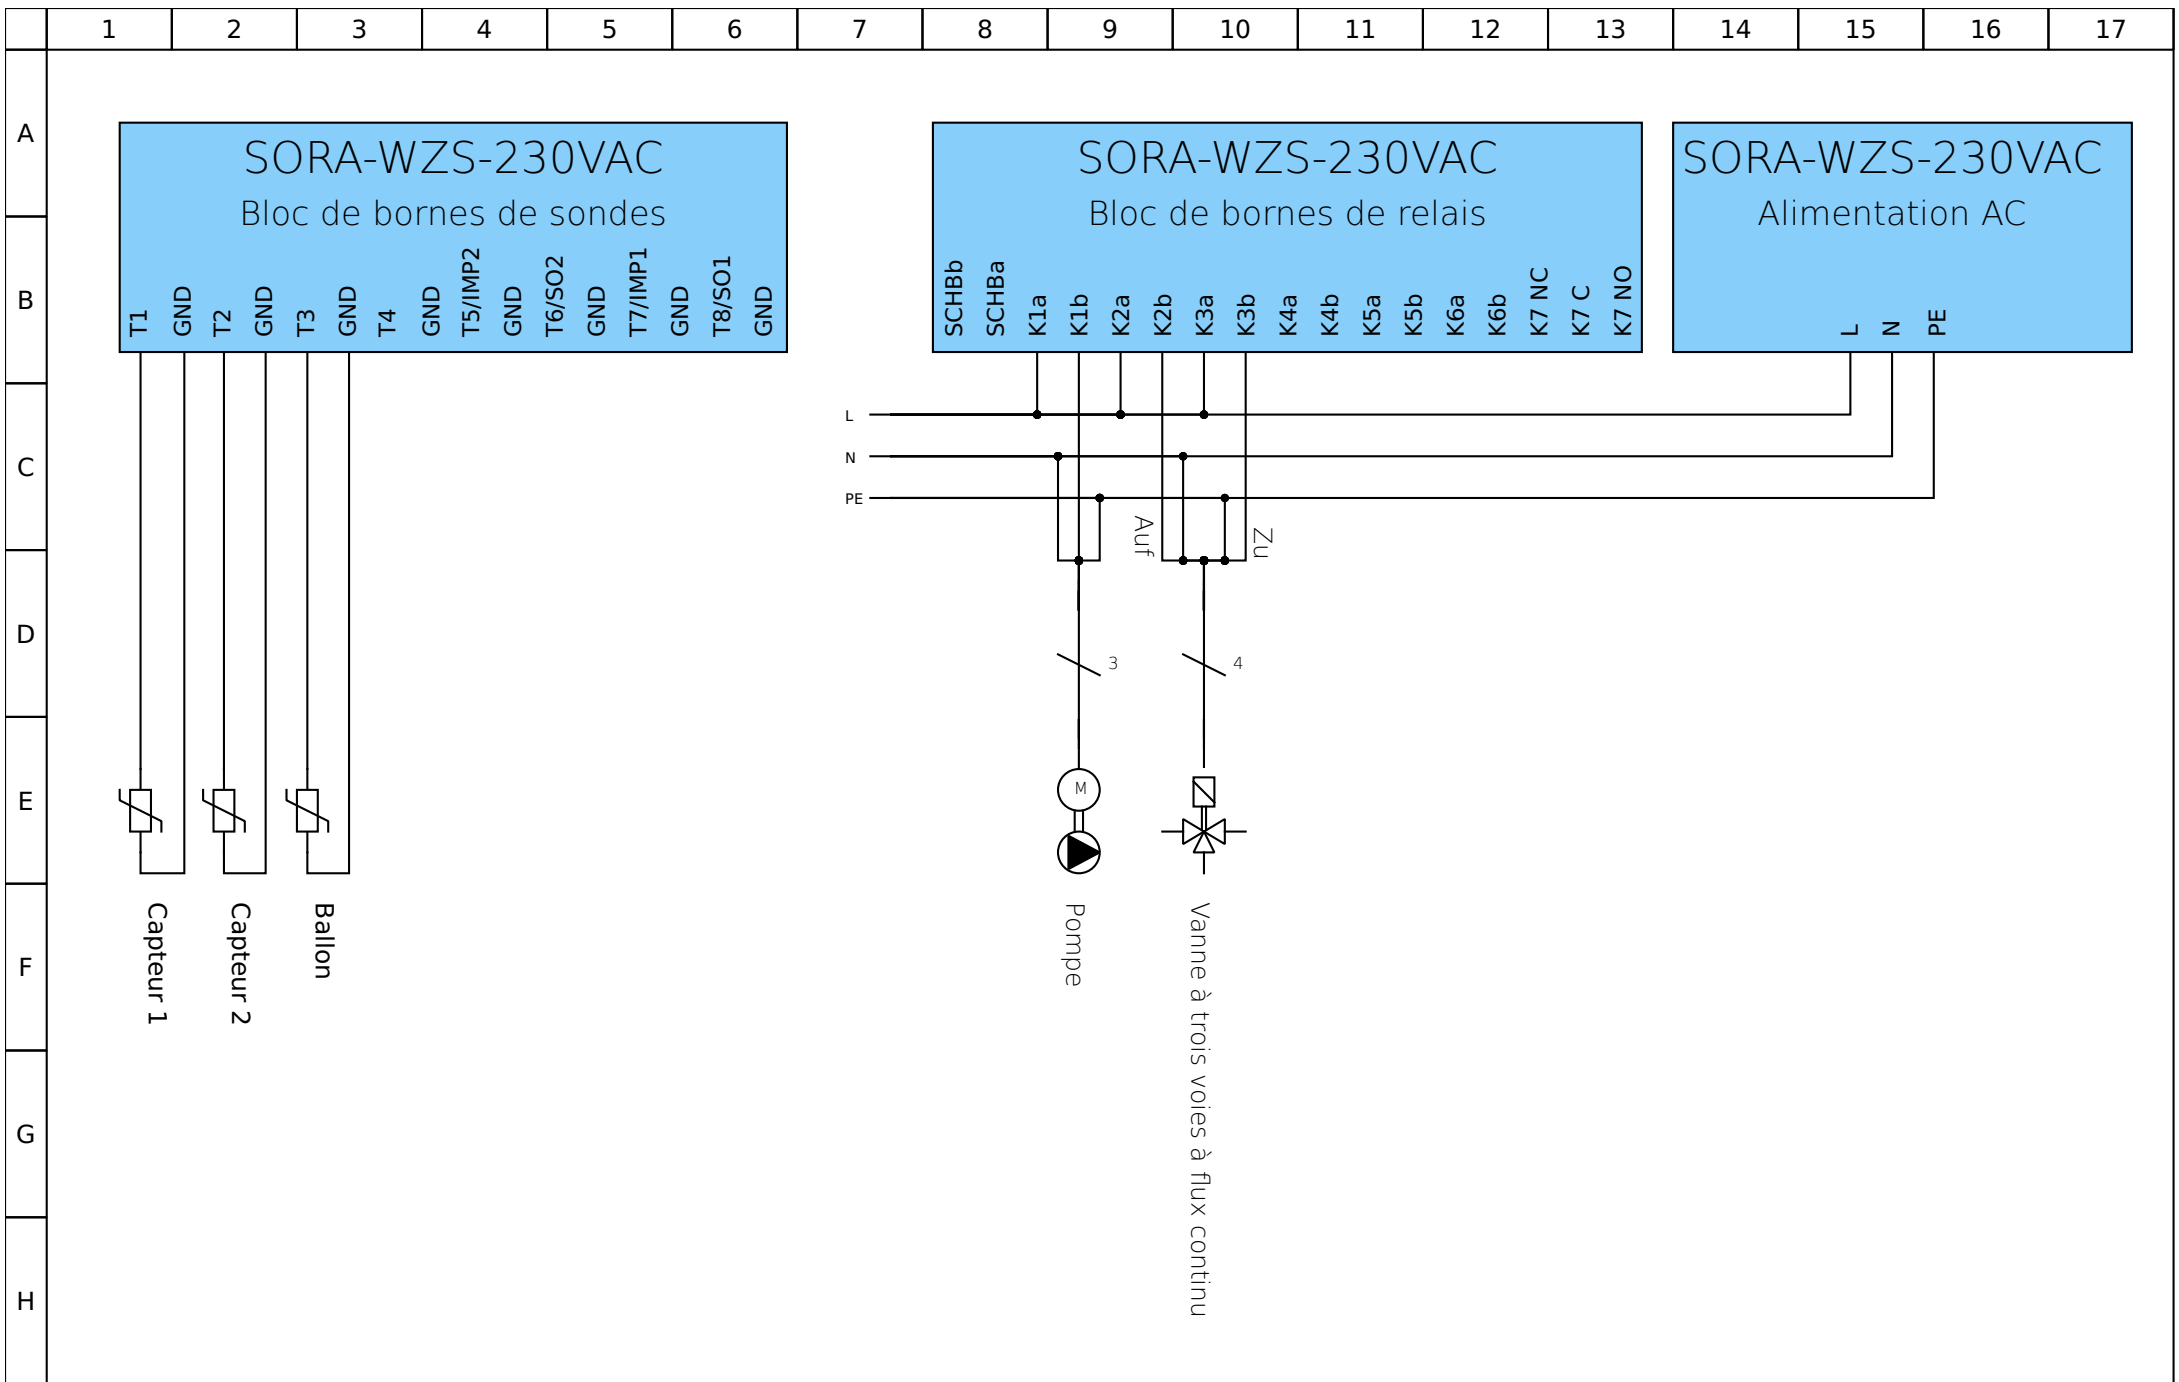 1 2 3 4 5 6 7 8 9 10 11 12 13 14 15 16 17
A
SORA-WZS-230VAC
Bloc de bornes de sondes
SORA-WZS-230VAC
Bloc de bornes de relais
SORA-WZS-230VAC
Alimentation AC
B
T1 GND T2 GND T3 GND T4 GND T5/IMP2 GND T6/SO2 GND T7/IMP1 GND T8/SO1 GND
SCHBb SCHBa K1a K1b K2a K2b K3a K3b K4a K4b K5a K5b K6a K6b K7 NC K7 C K7 NO
L N PE
L
C
N
PE
Auf
Zu
D
3
4
E
M
F
Capteur 1
Capteur 2
Ballon
Pompe
Vanne à trois voies à flux continu
G
H